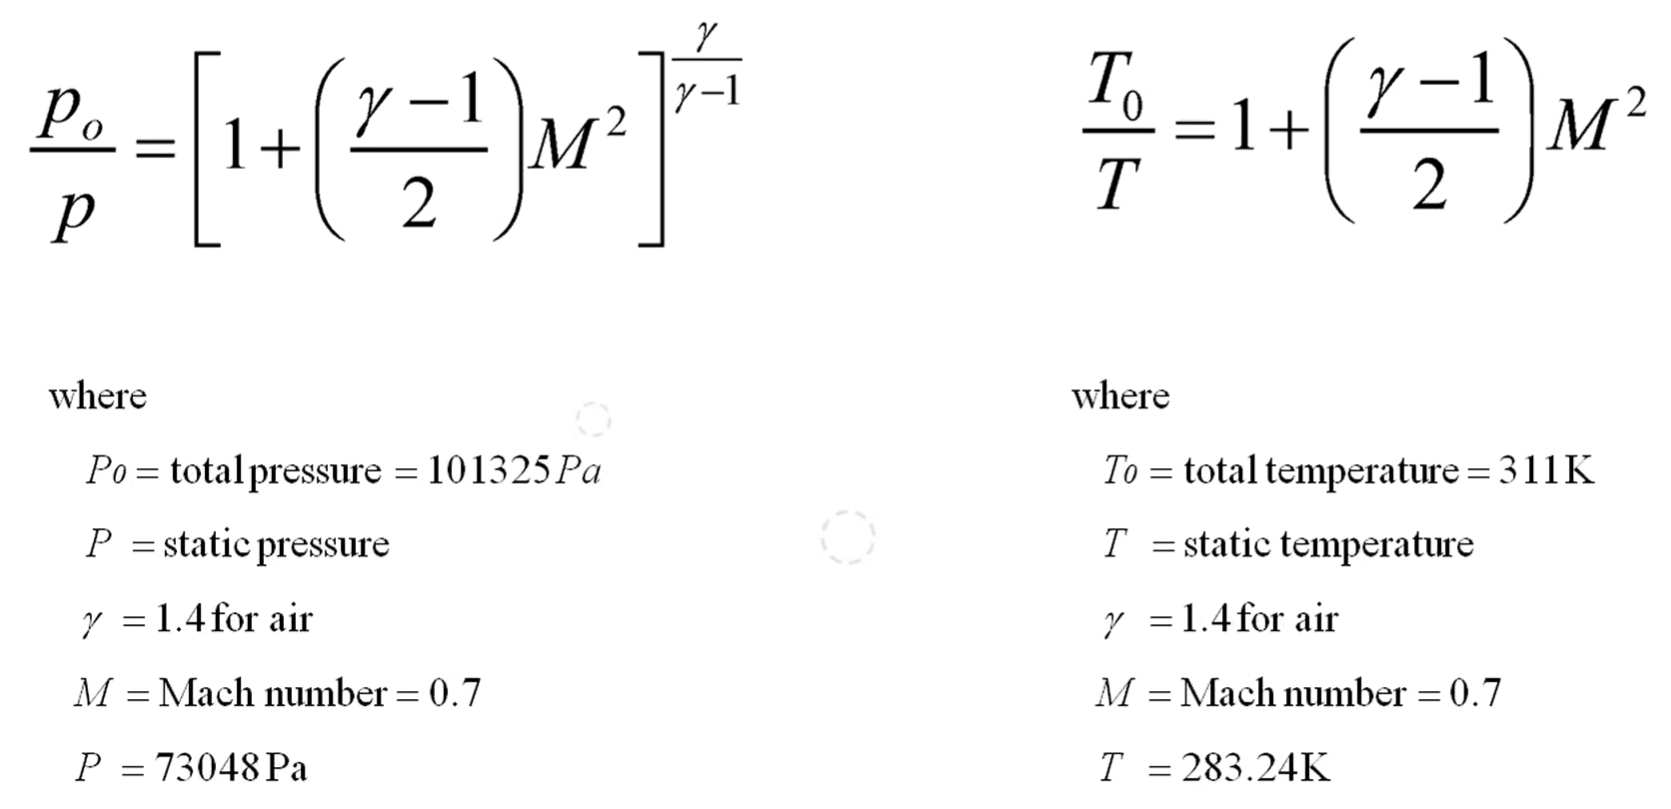 p_o/p = [1+((γ−1)/2)M²]^(γ/(γ−1))
where
Po = total pressure = 101325 Pa
P = static pressure
γ = 1.4 for air
M = Mach number = 0.7
P = 73048 Pa
T_0/T = 1+((γ−1)/2)M²
where
To = total temperature = 311K
T = static temperature
γ = 1.4 for air
M = Mach number = 0.7
T = 283.24K